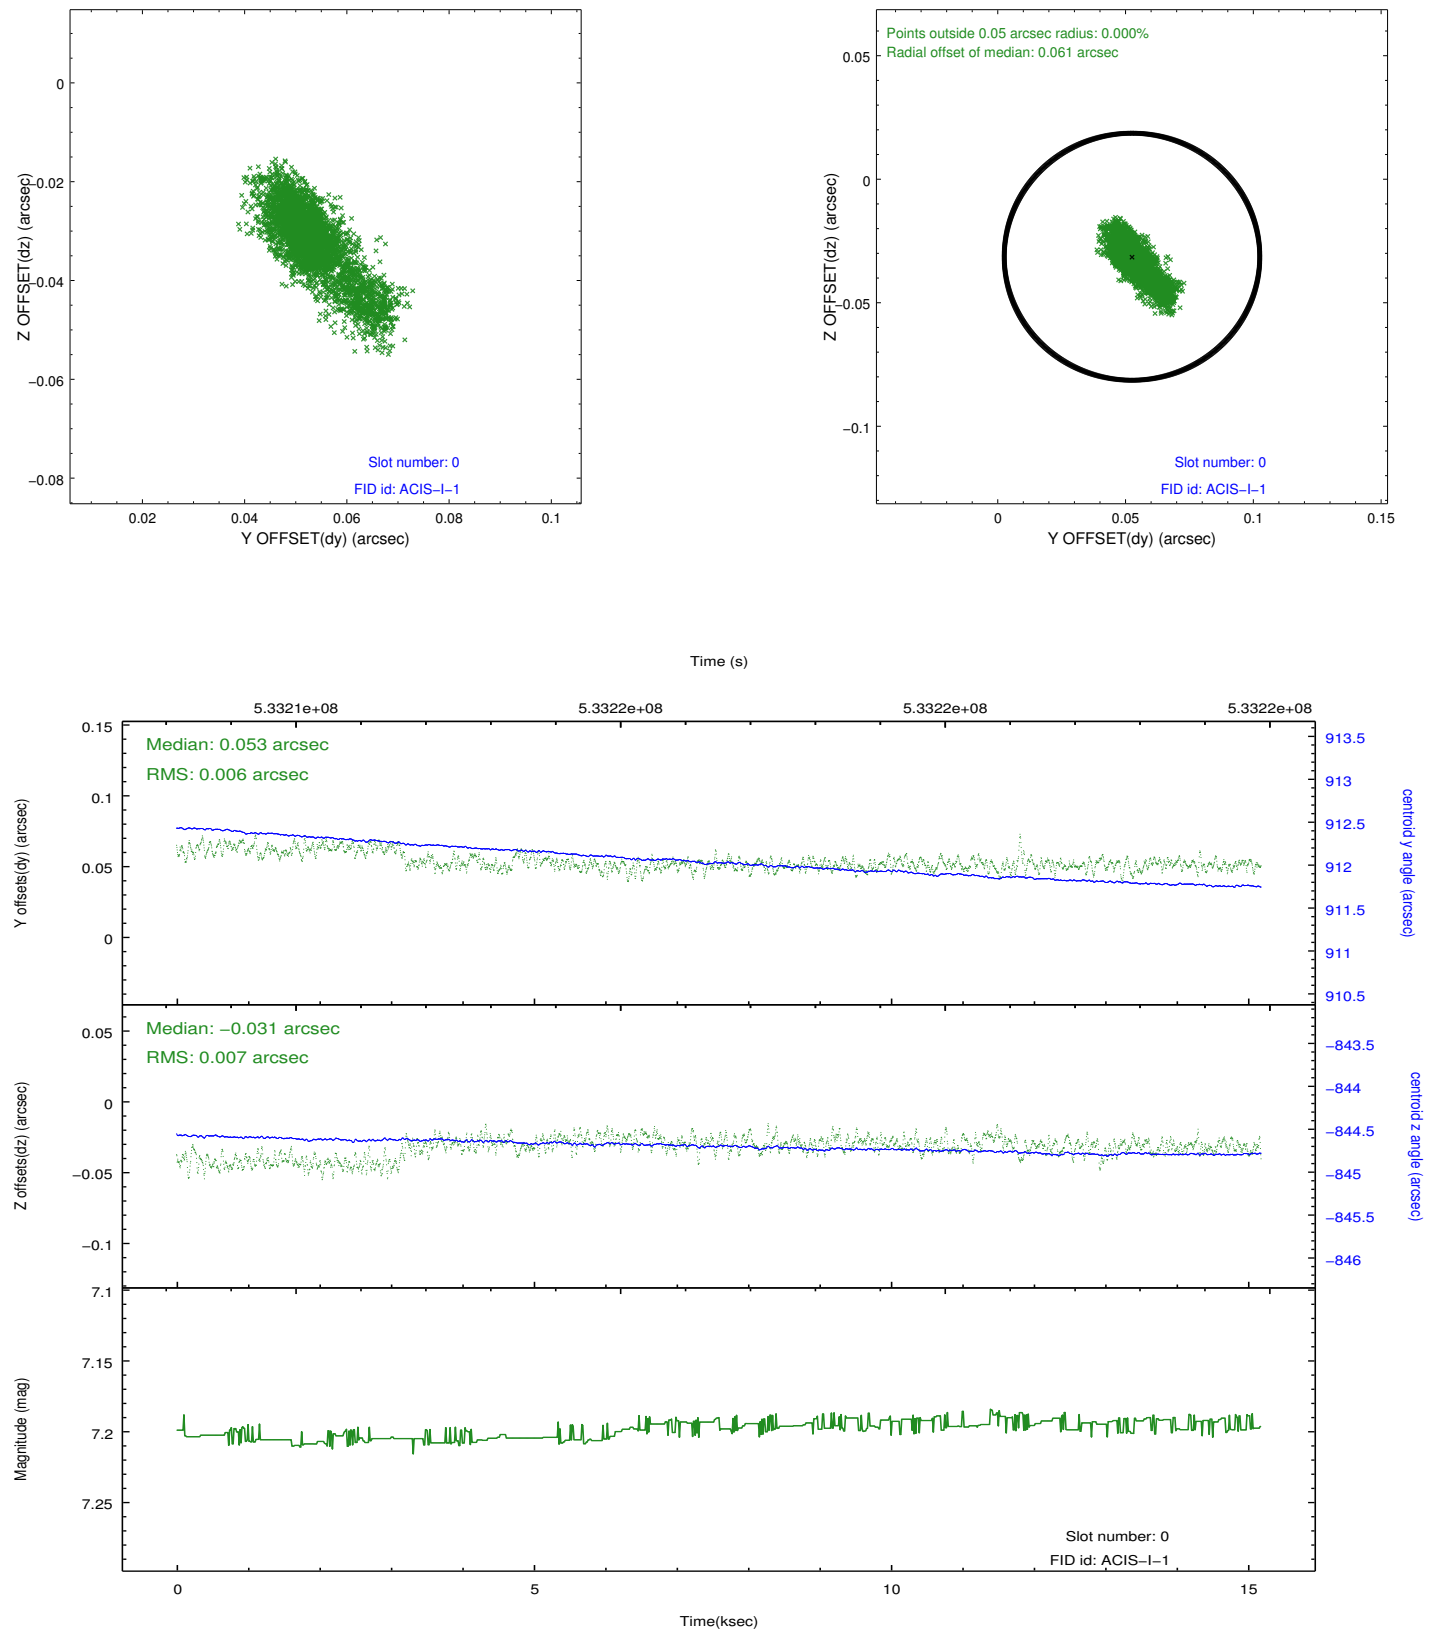 0
−0.02
−0.04
−0.06
−0.08
Z OFFSET(dz) (arcsec)
Slot number: 0
FID id: ACIS−I−1
0.02
0.04
0.06
0.08
0.1
Y OFFSET(dy) (arcsec)
Points outside 0.05 arcsec radius: 0.000%
Radial offset of median: 0.061 arcsec
0.05
0
−0.05
−0.1
Z OFFSET(dz) (arcsec)
Slot number: 0
FID id: ACIS−I−1
0
0.05
0.1
0.15
Y OFFSET(dy) (arcsec)
Time (s)
5.3321e+08
5.3322e+08
5.3322e+08
5.3322e+08
Median: 0.053 arcsec
RMS: 0.006 arcsec
0.15
0.1
0.05
0
Y offsets(dy) (arcsec)
913.5
913
912.5
912
911.5
911
910.5
centroid y angle (arcsec)
Median: −0.031 arcsec
RMS: 0.007 arcsec
0.05
0
−0.05
−0.1
Z offsets(dz) (arcsec)
−843.5
−844
−844.5
−845
−845.5
−846
centroid z angle (arcsec)
7.1
7.15
7.2
7.25
Magnitude (mag)
Slot number: 0
FID id: ACIS−I−1
0
5
10
15
Time(ksec)